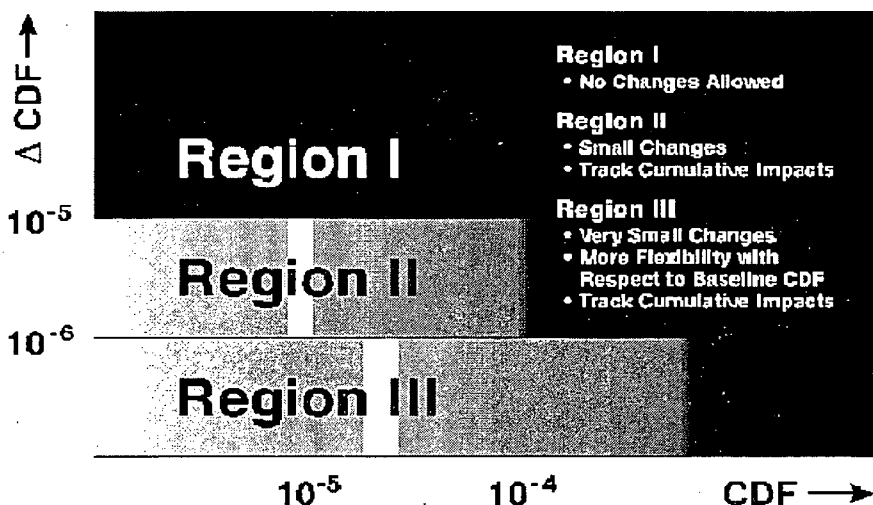 Δ CDF→
Region I
• No Changes Allowed
Region II
• Small Changes
• Track Cumulative Impacts
Region III
• Very Small Changes
• More Flexibility with
Respect to Baseline CDF
• Track Cumulative Impacts
Region I
10⁻⁵
Region II
10⁻⁶
Region III
10⁻⁵
10⁻⁴
CDF→